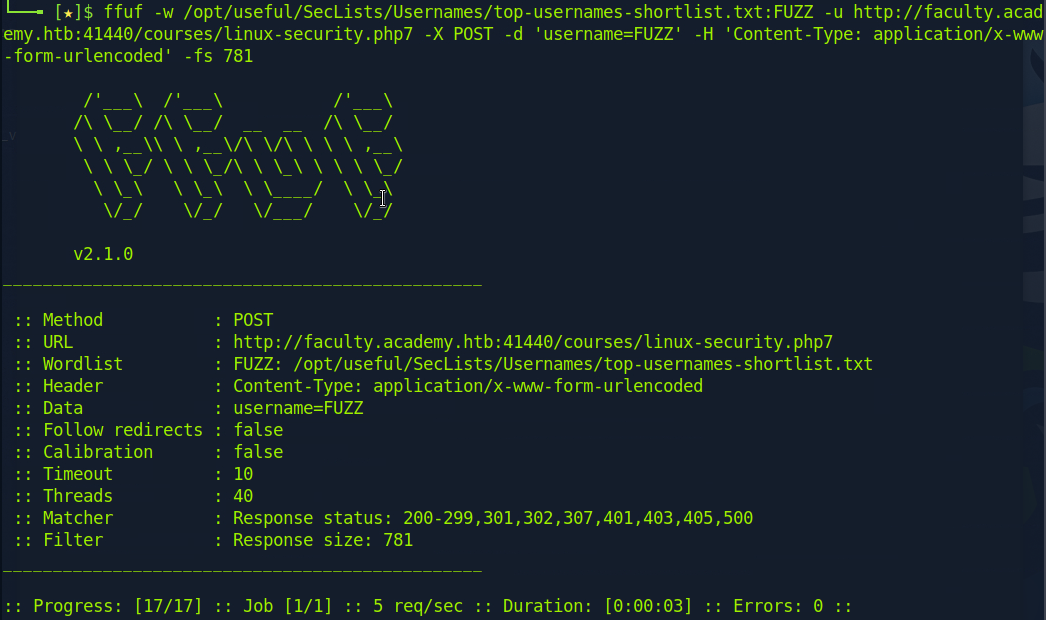 └──╼ [★]$ ffuf -w /opt/useful/SecLists/Usernames/top-usernames-shortlist.txt:FUZZ -u http://faculty.acad
emy.htb:41440/courses/linux-security.php7 -X POST -d 'username=FUZZ' -H 'Content-Type: application/x-www
-form-urlencoded' -fs 781
        /'___\  /'___\           /'___\
       /\ \__/ /\ \__/  __  __  /\ \__/
       \ \ ,__\\ \ ,__\/\ \/\ \ \ \ ,__\
        \ \ \_/ \ \ \_/\ \ \_\ \ \ \ \_/
         \ \_\   \ \_\  \ \____/  \ \_\
          \/_/    \/_/   \/___/    \/_/
       v2.1.0
________________________________________________
 :: Method           : POST
 :: URL              : http://faculty.academy.htb:41440/courses/linux-security.php7
 :: Wordlist         : FUZZ: /opt/useful/SecLists/Usernames/top-usernames-shortlist.txt
 :: Header           : Content-Type: application/x-www-form-urlencoded
 :: Data             : username=FUZZ
 :: Follow redirects : false
 :: Calibration      : false
 :: Timeout          : 10
 :: Threads          : 40
 :: Matcher          : Response status: 200-299,301,302,307,401,403,405,500
 :: Filter           : Response size: 781
________________________________________________
:: Progress: [17/17] :: Job [1/1] :: 5 req/sec :: Duration: [0:00:03] :: Errors: 0 ::